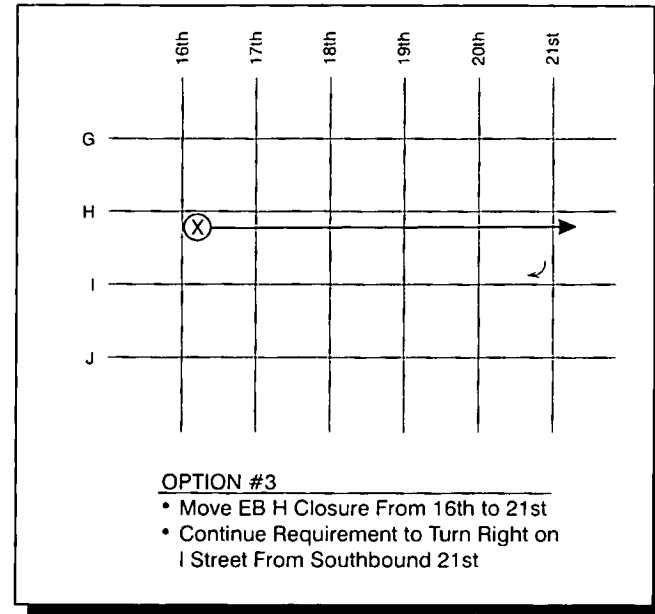 16th 17th 18th 19th 20th 21st
G
H
X
I
J
OPTION #3
• Move EB H Closure From 16th to 21st
• Continue Requirement to Turn Right on
I Street From Southbound 21st